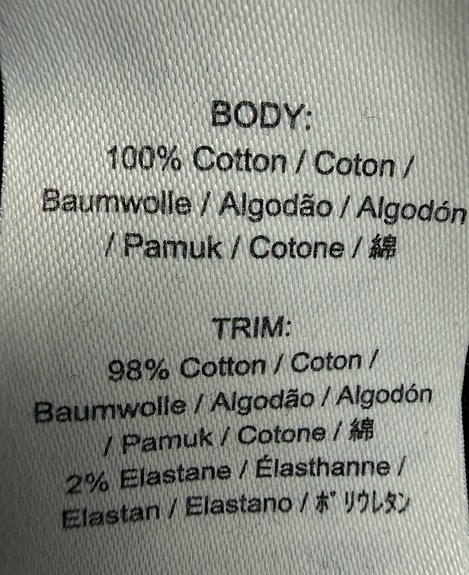 BODY:
100% Cotton / Coton /
Baumwolle / Algodão / Algodón
/ Pamuk / Cotone / 綿
TRIM:
98% Cotton / Coton /
Baumwolle / Algodão / Algodón
/ Pamuk / Cotone / 綿
2% Elastane / Élasthanne /
Elastan / Elastano / ﾎﾟﾘｳﾚﾀﾝ